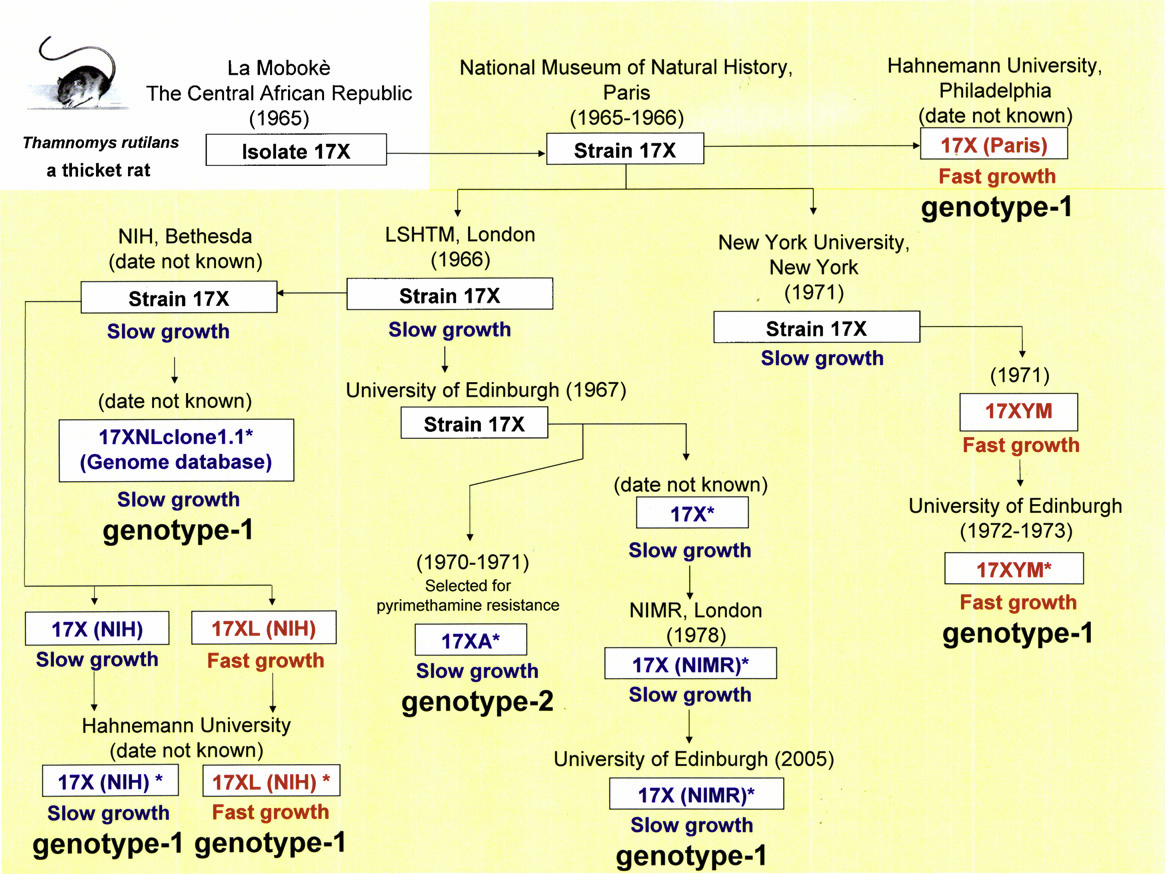 La Mobokè
The Central African Republic
(1965)
Thamnomys rutilans
a thicket rat
Isolate 17X
National Museum of Natural History,
Paris
(1965-1966)
Strain 17X
Hahnemann University,
Philadelphia
(date not known)
17X (Paris)
Fast growth
genotype-1
NIH, Bethesda
(date not known)
Strain 17X
Slow growth
(date not known)
17XNLclone1.1*
(Genome database)
Slow growth
genotype-1
LSHTM, London
(1966)
Strain 17X
Slow growth
University of Edinburgh (1967)
Strain 17X
New York University,
New York
(1971)
Strain 17X
Slow growth
(1971)
17XYM
Fast growth
University of Edinburgh
(1972-1973)
17XYM*
Fast growth
genotype-1
(1970-1971)
Selected for
pyrimethamine resistance
17XA*
Slow growth
genotype-2
(date not known)
17X*
Slow growth
NIMR, London
(1978)
17X (NIMR)*
Slow growth
University of Edinburgh (2005)
17X (NIMR)*
Slow growth
genotype-1
17X (NIH)
Slow growth
17XL (NIH)
Fast growth
Hahnemann University
(date not known)
17X (NIH) *
Slow growth
genotype-1
17XL (NIH) *
Fast growth
genotype-1